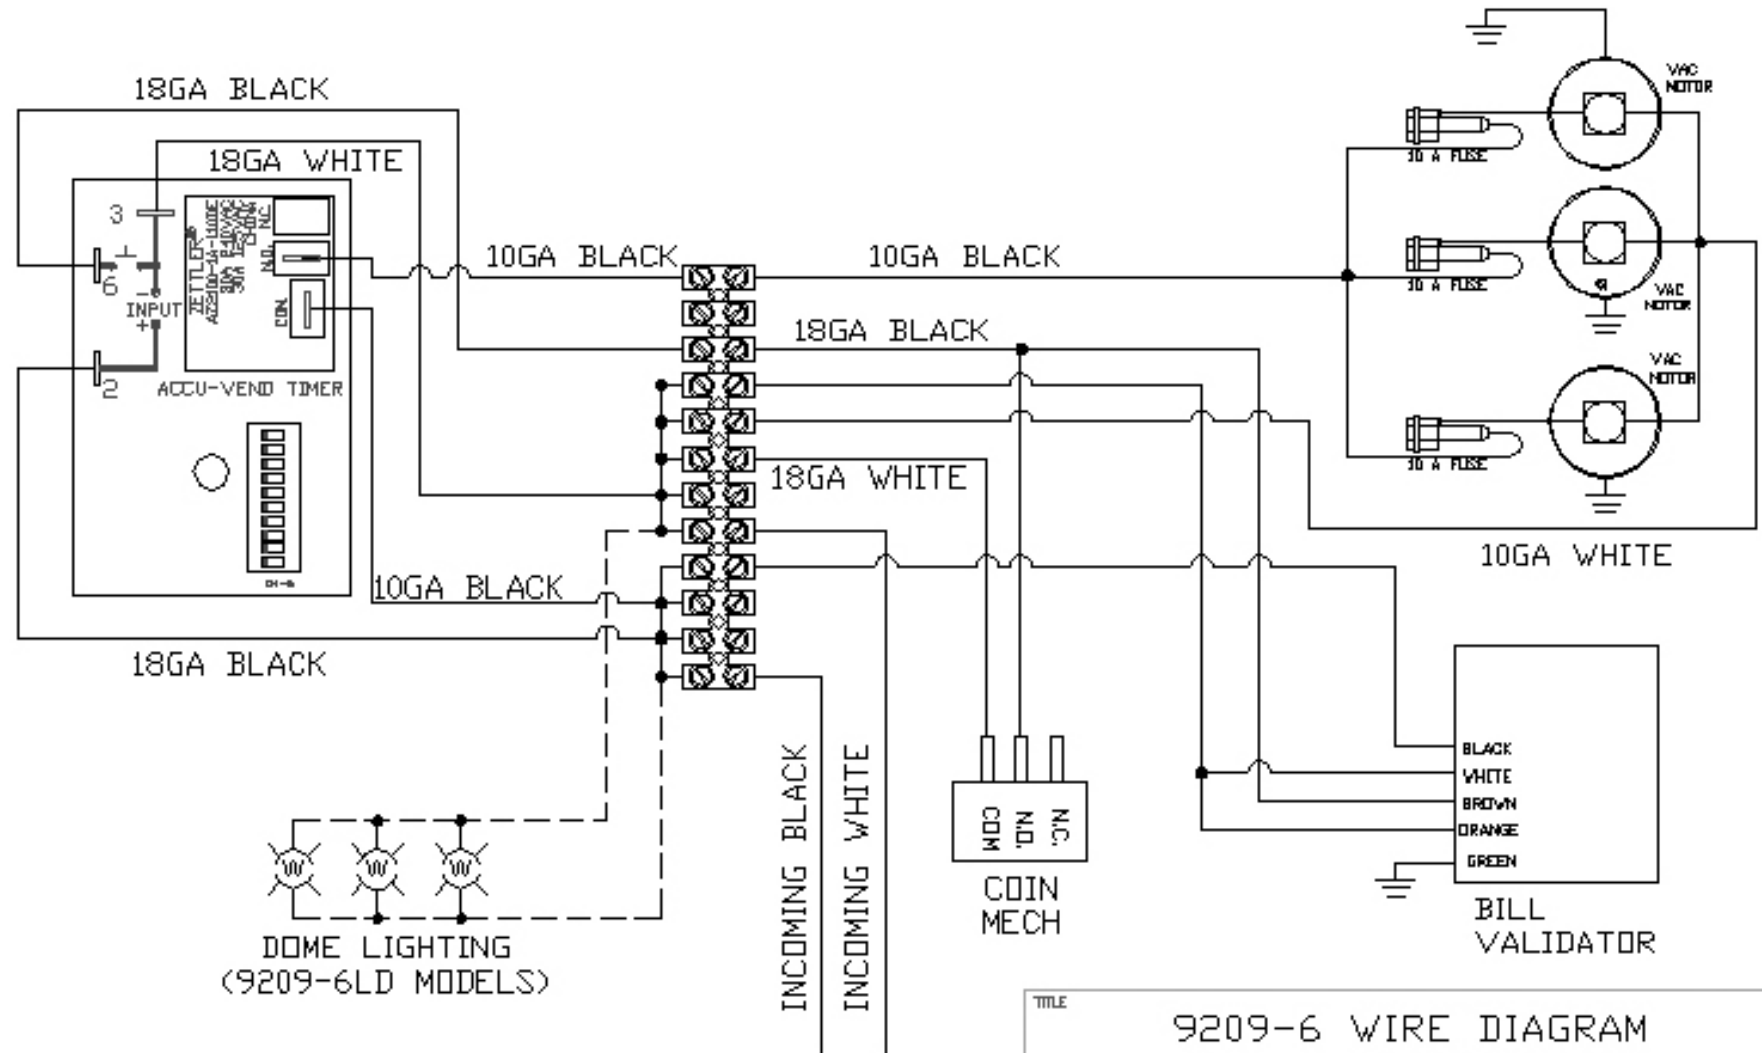 18GA BLACK
18GA WHITE
VAC
MOTOR
10 A FUSE
3
N.C.
N.O.
ZETTLER
10GA BLACK
10GA BLACK
6
INPUT
COM
10 A FUSE
VAC
MOTOR
18GA BLACK
2
ACCU-VEND TIMER
VAC
MOTOR
10 A FUSE
18GA WHITE
10GA WHITE
10GA BLACK
18GA BLACK
BLACK
WHITE
BROWN
ORANGE
GREEN
INCOMING BLACK
INCOMING WHITE
COM
N.O.
N.C.
COIN
MECH
W W W
BILL
VALIDATOR
DOME LIGHTING
(9209-6LD MODELS)
TITLE
9209-6 WIRE DIAGRAM